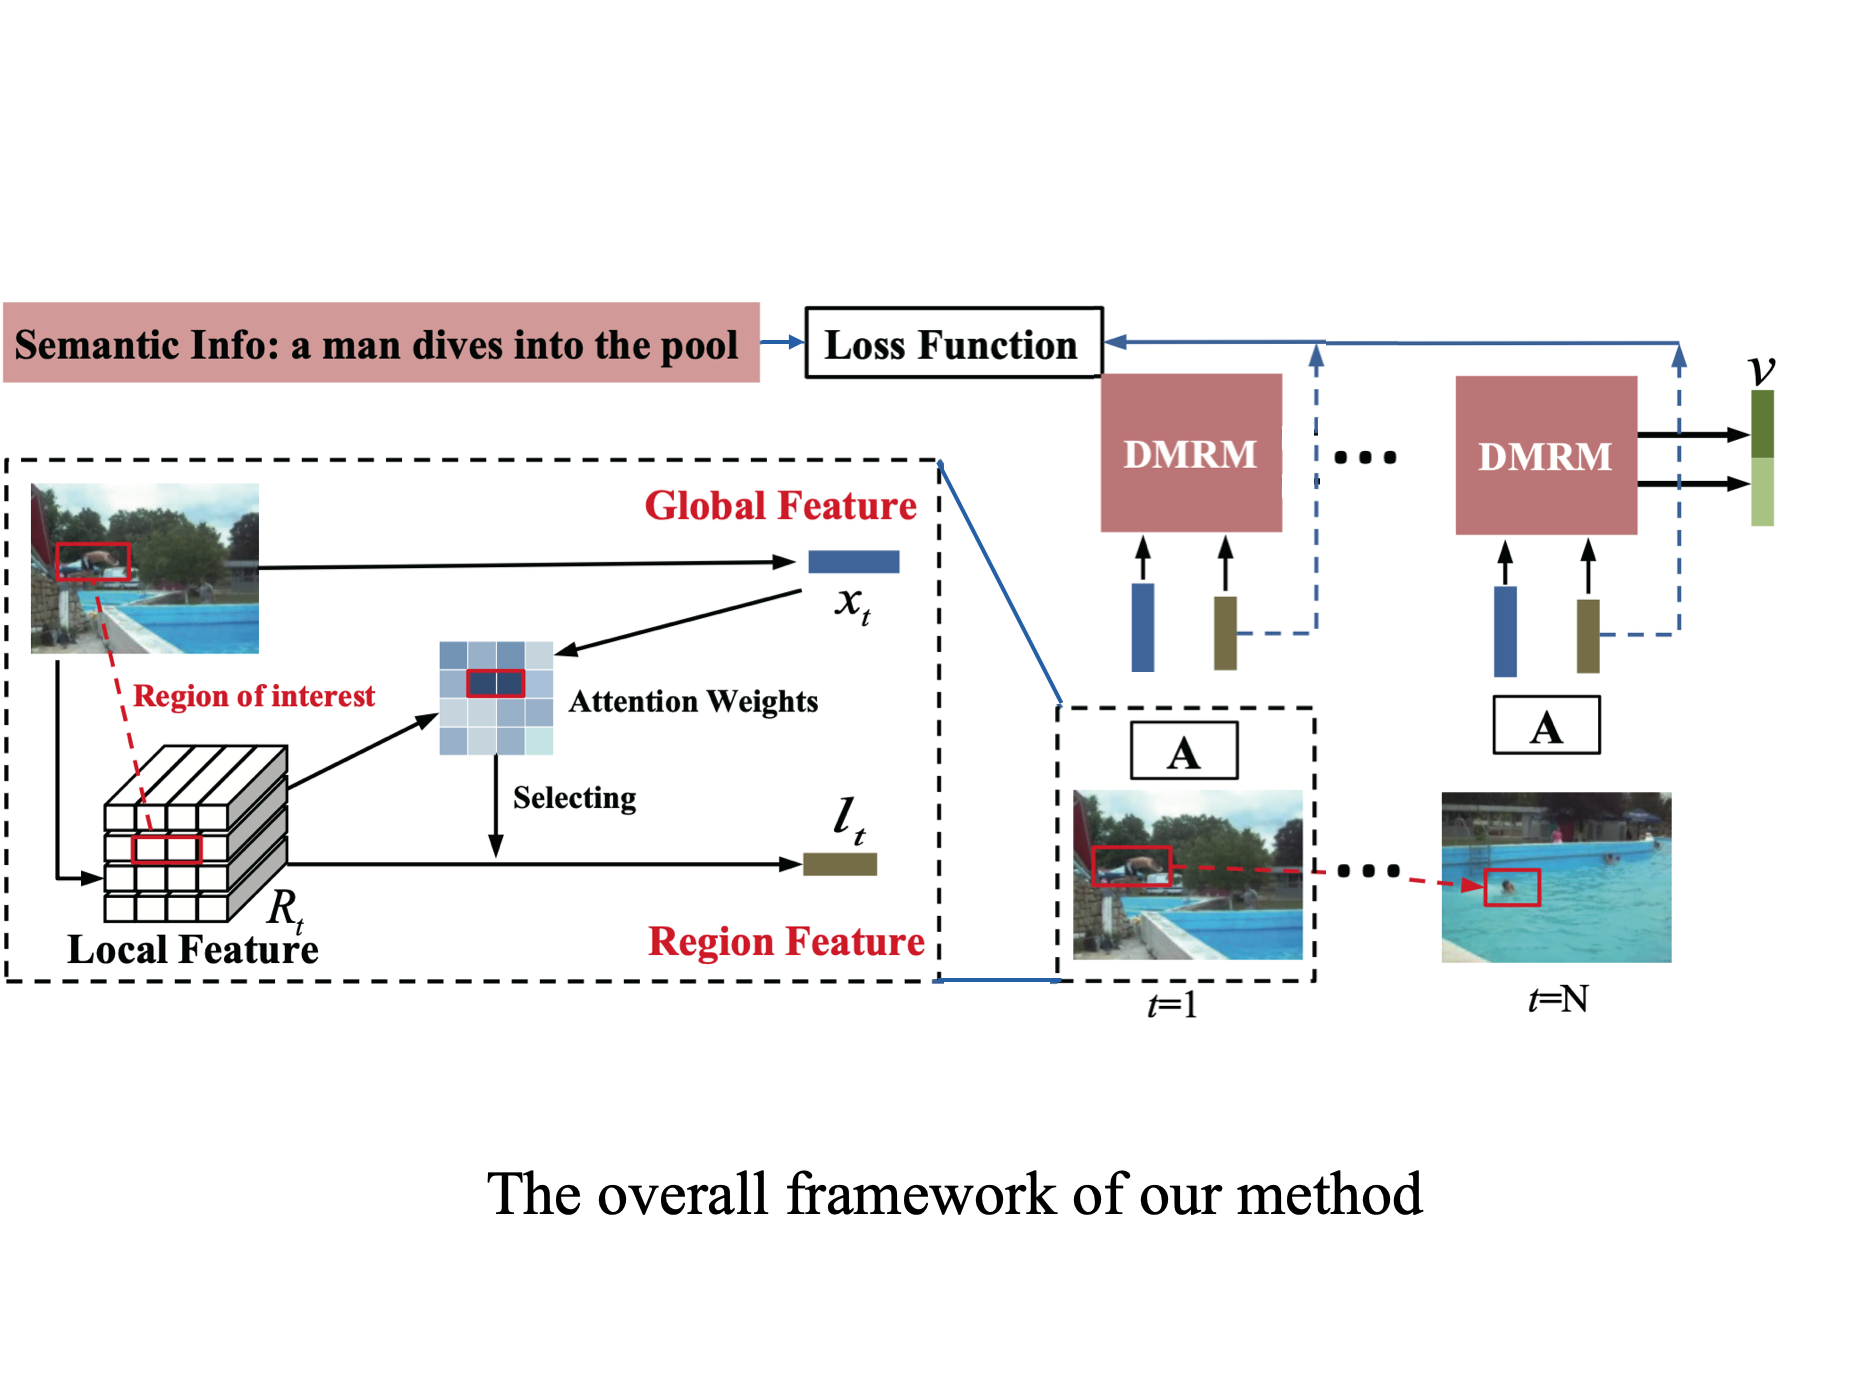 Semantic Info: a man dives into the pool
Loss Function
v
DMRM
DMRM
Global Feature
x_t
Region of interest
Attention Weights
A
A
Selecting
l_t
R_t
Local Feature
Region Feature
t=1
t=N
The overall framework of our method